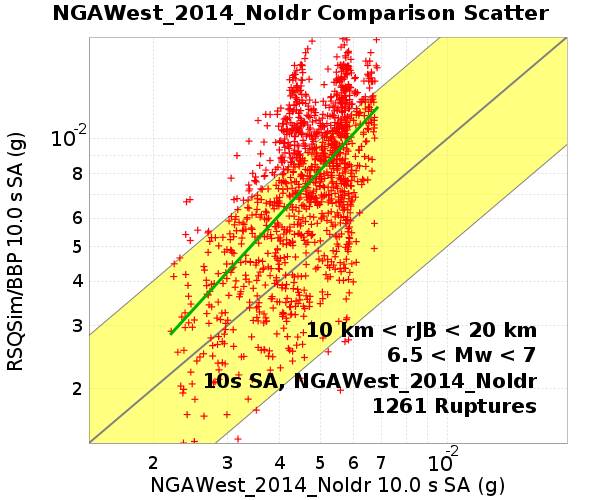 NGAWest_2014_NoIdr Comparison Scatter
RSQSim/BBP 10.0 s SA (g)
10-2
8
6
5
4
3
2
10 km < rJB < 20 km
6.5 < Mw < 7
10s SA, NGAWest_2014_NoIdr
1261 Ruptures
2 3 4 5 6 7 10-2
NGAWest_2014_NoIdr 10.0 s SA (g)